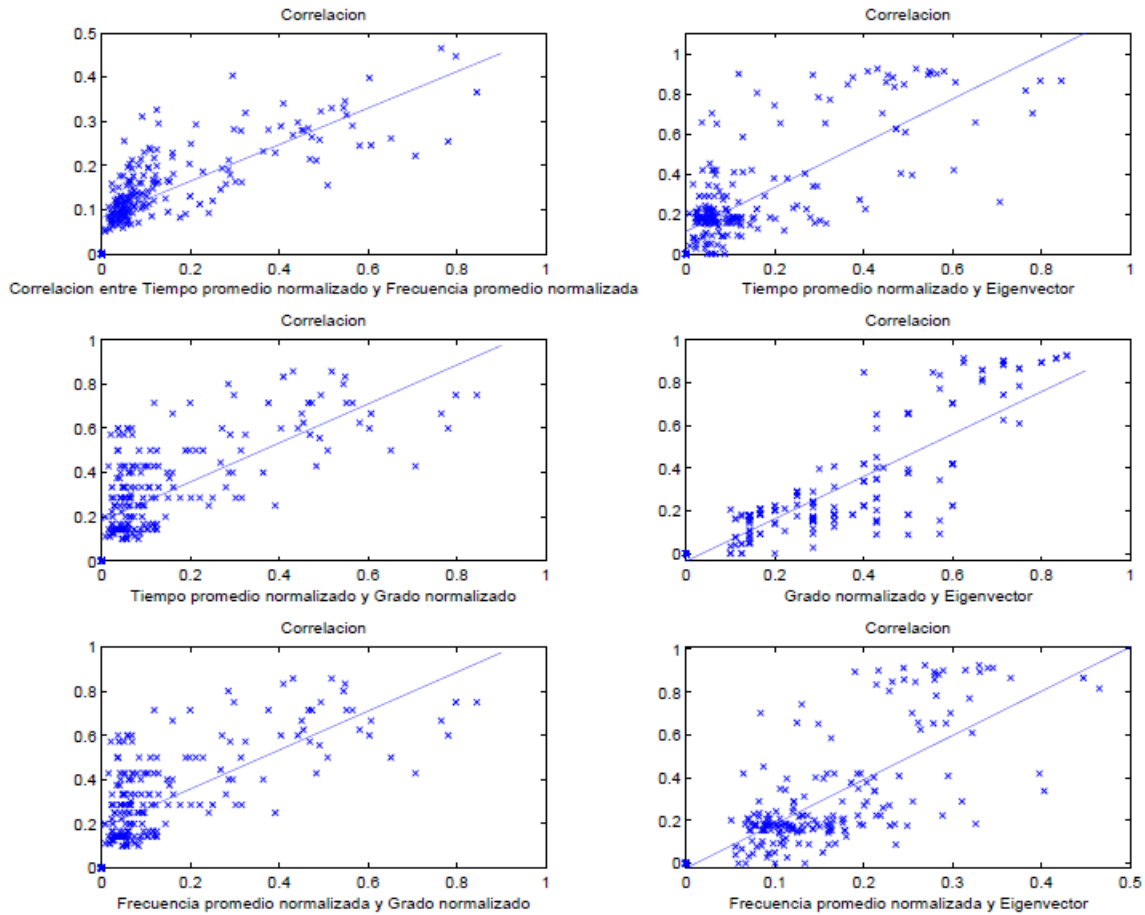 Correlacion
0.5
0.4
0.3
0.2
0.1
0
0 0.2 0.4 0.6 0.8 1
Correlacion entre Tiempo promedio normalizado y Frecuencia promedio normalizada
Correlacion
1
0.8
0.6
0.4
0.2
0
0 0.2 0.4 0.6 0.8 1
Tiempo promedio normalizado y Eigenvector
Correlacion
1
0.8
0.6
0.4
0.2
0
0 0.2 0.4 0.6 0.8 1
Tiempo promedio normalizado y Grado normalizado
Correlacion
1
0.8
0.6
0.4
0.2
0
0 0.2 0.4 0.6 0.8 1
Grado normalizado y Eigenvector
Correlacion
1
0.8
0.6
0.4
0.2
0
0 0.2 0.4 0.6 0.8 1
Frecuencia promedio normalizada y Grado normalizado
Correlacion
1
0.8
0.6
0.4
0.2
0
0 0.1 0.2 0.3 0.4 0.5
Frecuencia promedio normalizada y Eigenvector